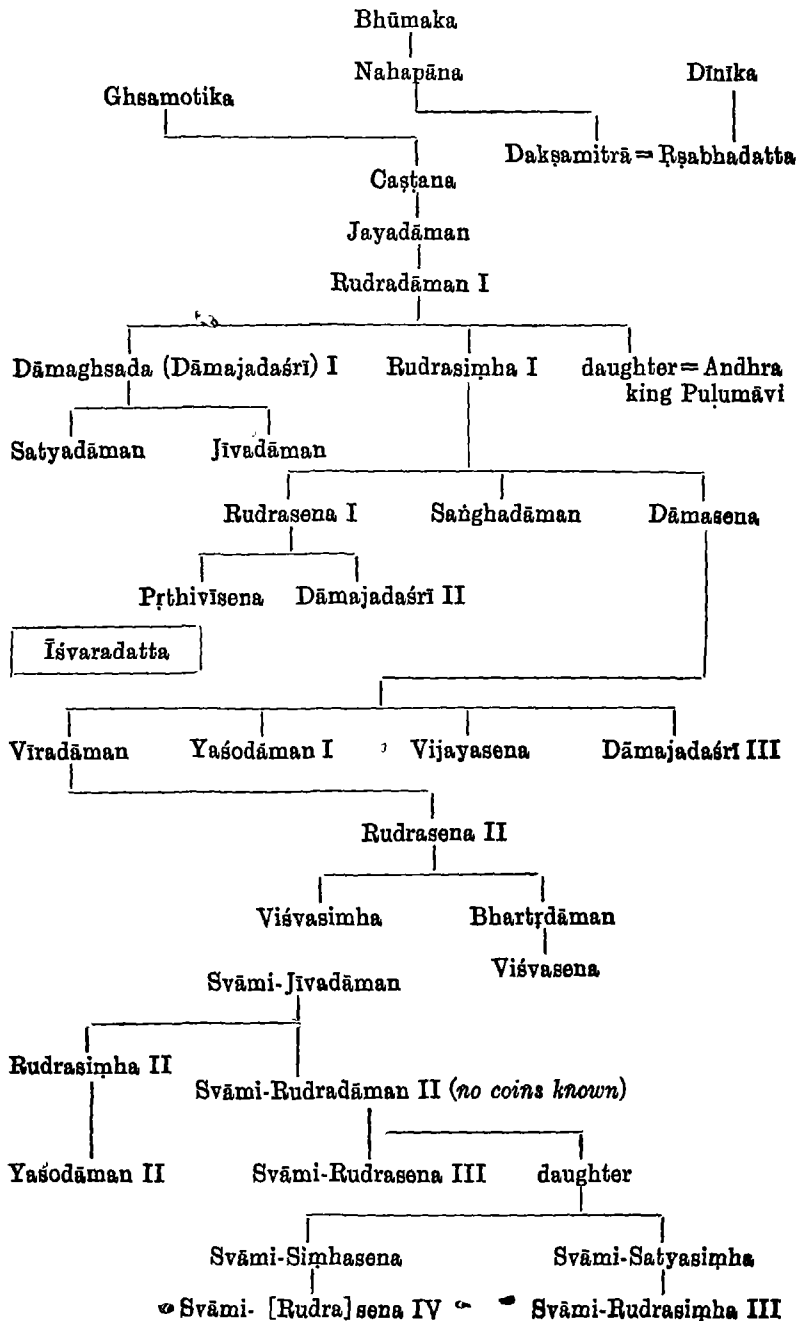 Bhūmaka
Nahapāna Dīnīka
Ghsamotika
Dakṣamitrā = Ṛṣabhadatta
Caṣṭana
Jayadāman
Rudradāman I
Dāmaghsada (Dāmajadaśrī) I Rudrasiṃha I daughter = Andhra
king Puḷumāvi
Satyadāman Jīvadāman
Rudrasena I Saṅghadāman Dāmasena
Pṛthivīsena Dāmajadaśrī II
Īśvaradatta
Vīradāman Yaśodāman I Vijayasena Dāmajadaśrī III
Rudrasena II
Viśvasiṃha Bhartṛdāman
Viśvasena
Svāmi-Jīvadāman
Rudrasiṃha II
Svāmi-Rudradāman II (no coins known)
Yaśodāman II Svāmi-Rudrasena III daughter
Svāmi-Siṃhasena Svāmi-Satyasiṃha
Svāmi- [Rudra]sena IV Svāmi-Rudrasiṃha III